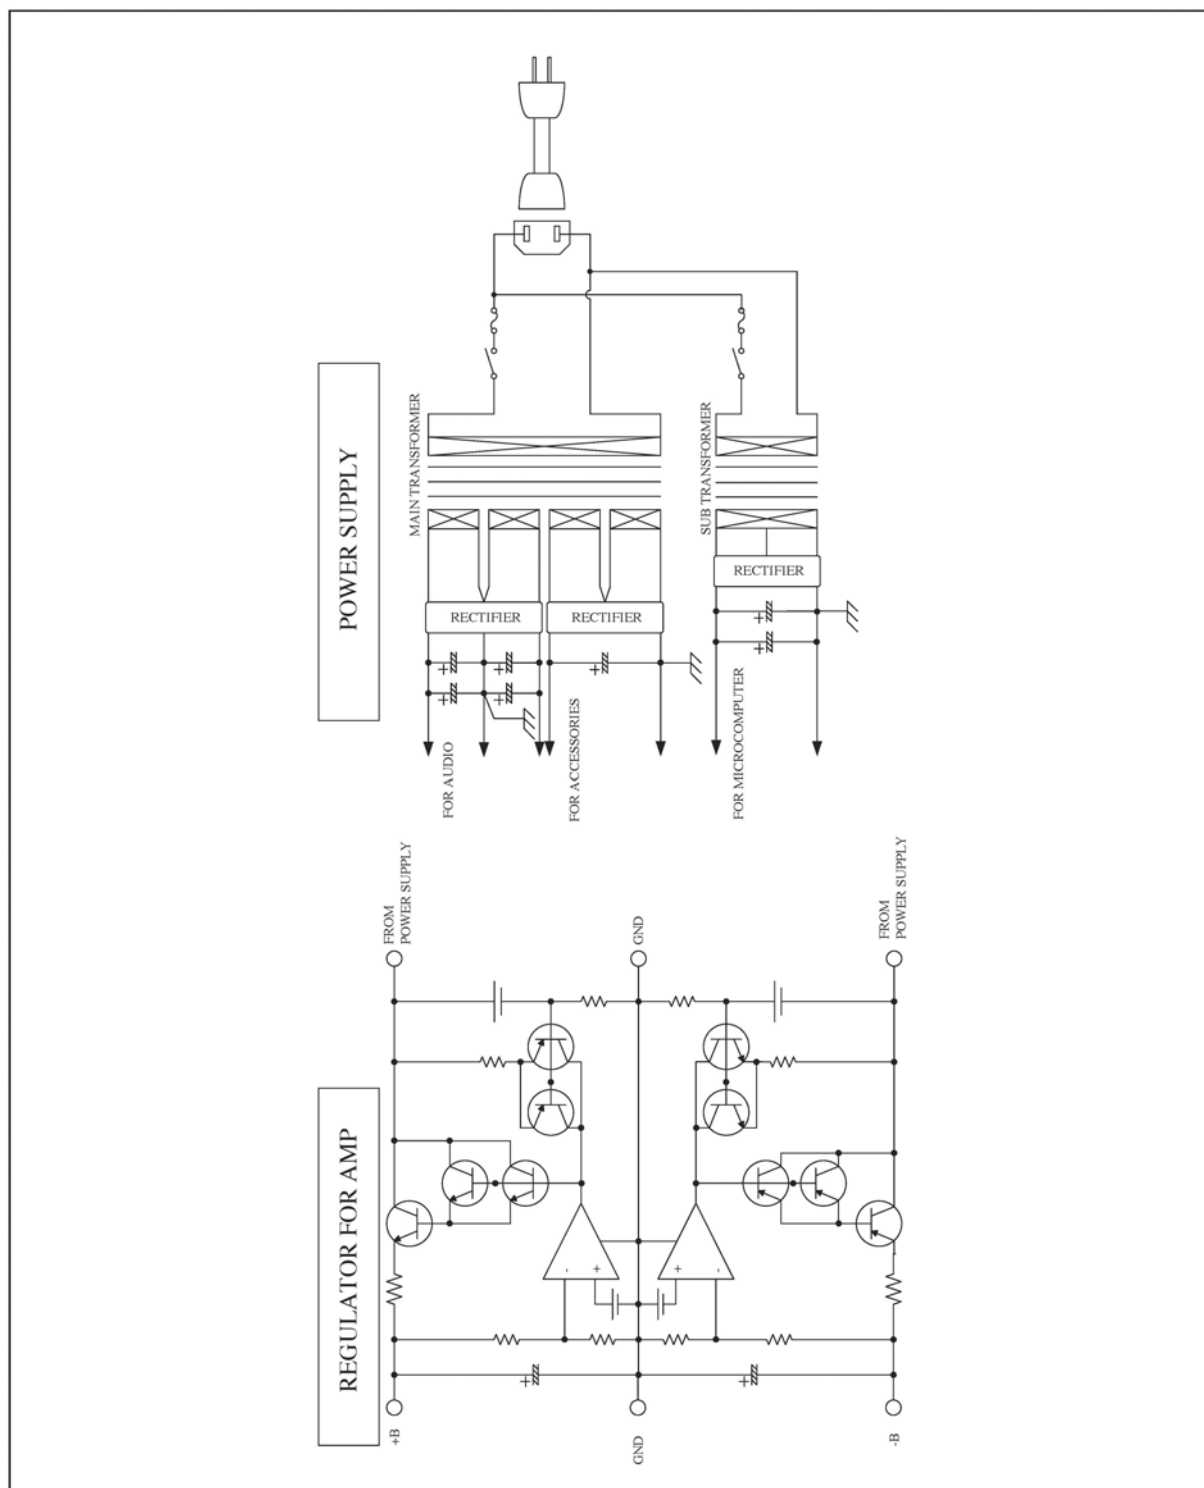 POWER SUPPLY
MAIN TRANSFORMER
SUB TRANSFORMER
RECTIFIER
RECTIFIER
RECTIFIER
+
+
+
+
+
+
+
FOR AUDIO
FOR ACCESSORIES
FOR MICROCOMPUTER
REGULATOR FOR AMP
FROM
POWER SUPPLY
GND
FROM
POWER SUPPLY
-
+
+
-
+
+
+B
GND
-B